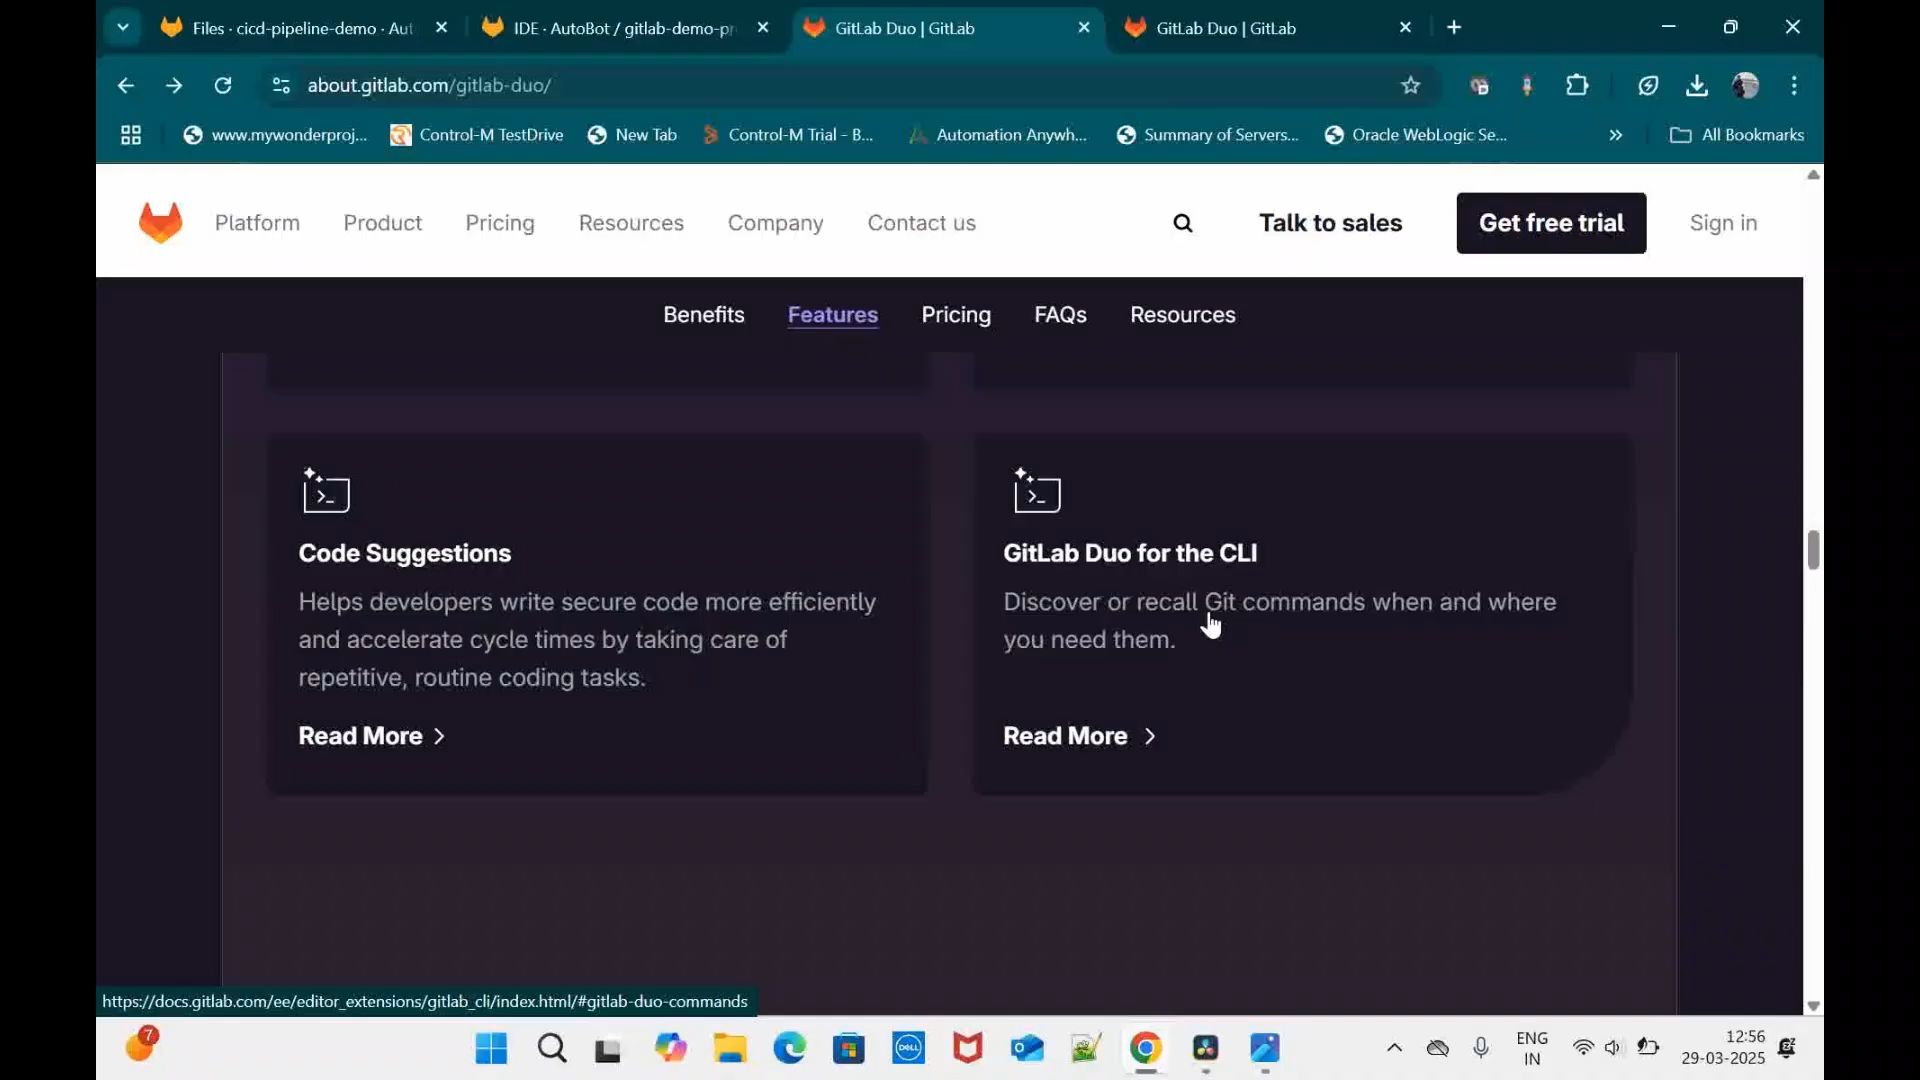 Files · cicd-pipeline-demo · Aut
IDE · AutoBot / gitlab-demo-pr
GitLab Duo | GitLab
GitLab Duo | GitLab
about.gitlab.com/gitlab-duo/
www.mywonderproj...
Control-M TestDrive
New Tab
Control-M Trial - B...
Automation Anywh...
Summary of Servers...
Oracle WebLogic Se...
All Bookmarks
Platform
Product
Pricing
Resources
Company
Contact us
Talk to sales
Get free trial
Sign in
Benefits
Features
Pricing
FAQs
Resources
Code Suggestions
Helps developers write secure code more efficiently
and accelerate cycle times by taking care of
repetitive, routine coding tasks.
Read More
GitLab Duo for the CLI
Discover or recall Git commands when and where
you need them.
Read More
https://docs.gitlab.com/ee/editor_extensions/gitlab_cli/index.html/#gitlab-duo-commands
7
DELL
ENG
IN
12:56
29-03-2025